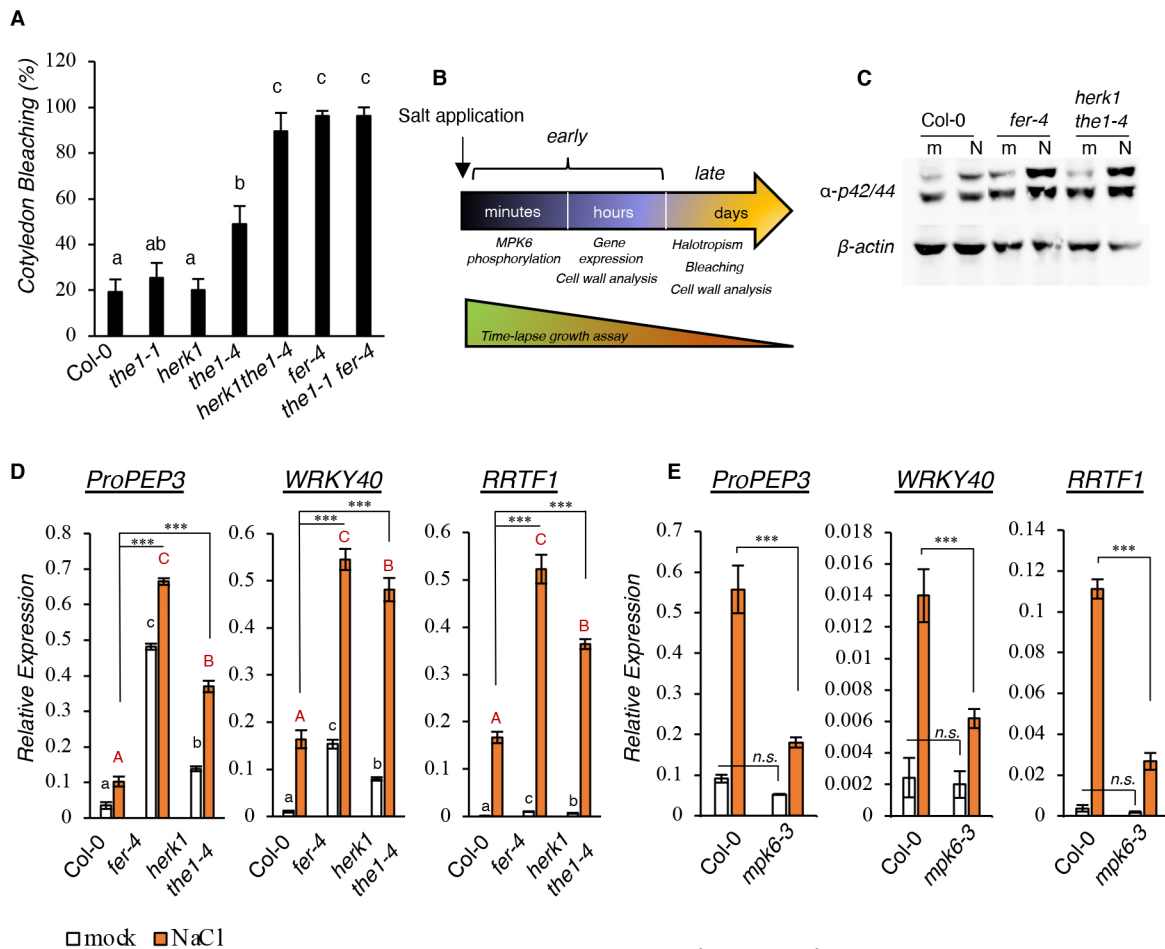 A
Cotyledon Bleaching (%)
120
100
80
60
40
20
0
a
ab
a
b
c
c
c
Col-0
the1-1
herk1
the1-4
herk1the1-4
fer-4
the1-1 fer-4
B
Salt application
early
late
minutes
hours
days
MPK6
phosphorylation
Gene
expression
Cell wall analysis
Halotropism
Bleaching
Cell wall analysis
Time-lapse growth assay
C
Col-0
fer-4
herk1
the1-4
m N m N m N
α-p42/44
β-actin
D
ProPEP3
Relative Expression
0.8
0.7
0.6
0.5
0.4
0.3
0.2
0.1
0
***
***
a
A
c
C
b
B
Col-0
fer-4
herk1
the1-4
WRKY40
0.6
0.5
0.4
0.3
0.2
0.1
0
***
***
a
A
c
C
b
B
Col-0
fer-4
herk1
the1-4
RRTF1
0.6
0.5
0.4
0.3
0.2
0.1
0
***
***
a
A
c
C
b
B
Col-0
fer-4
herk1
the1-4
mock NaCl
E
ProPEP3
Relative Expression
0.7
0.6
0.5
0.4
0.3
0.2
0.1
0
***
n.s.
Col-0
mpk6-3
WRKY40
0.018
0.016
0.014
0.012
0.01
0.008
0.006
0.004
0.002
0
***
n.s.
Col-0
mpk6-3
RRTF1
0.14
0.12
0.1
0.08
0.06
0.04
0.02
0
***
n.s.
Col-0
mpk6-3